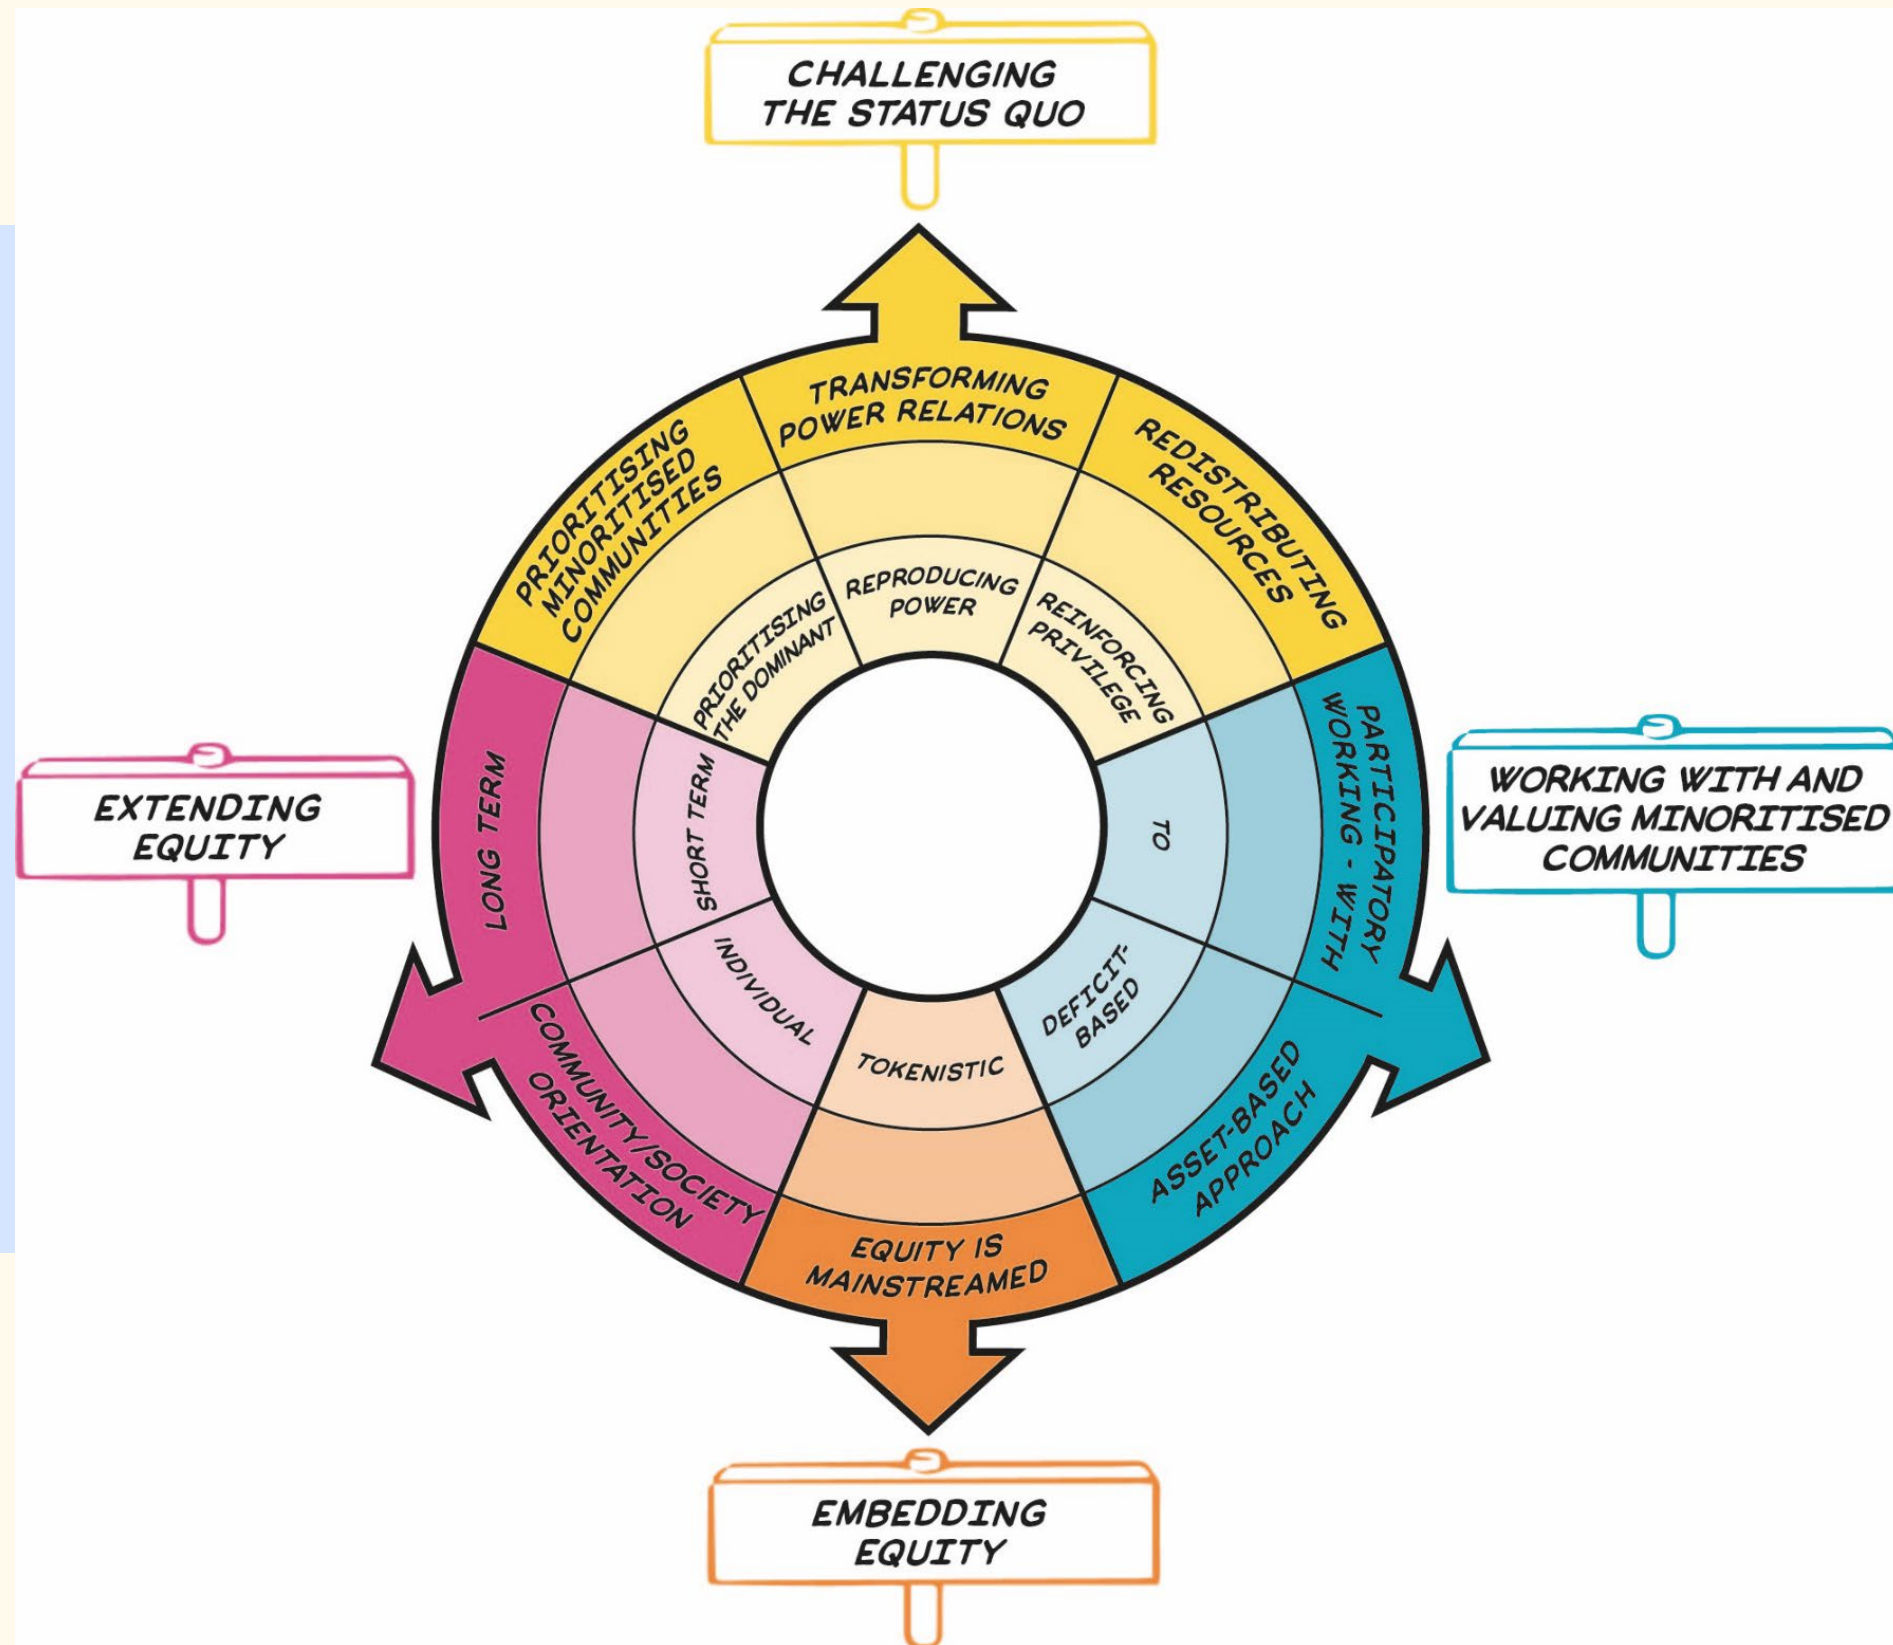 CHALLENGING
THE STATUS QUO
TRANSFORMING
POWER RELATIONS
REDISTRIBUTING
RESOURCES
PRIORITISING
MINORITISED
COMMUNITIES
REPRODUCING
POWER
REINFORCING
PRIVILEGE
PRIORITISING
THE DOMINANT
EXTENDING
EQUITY
LONG TERM
SHORT TERM
TO
PARTICIPATORY
WORKING - WITH
WORKING WITH AND
VALUING MINORITISED
COMMUNITIES
INDIVIDUAL
COMMUNITY/SOCIETY
ORIENTATION
TOKENISTIC
DEFICIT-
BASED
ASSET-BASED
APPROACH
EQUITY IS
MAINSTREAMED
EMBEDDING
EQUITY